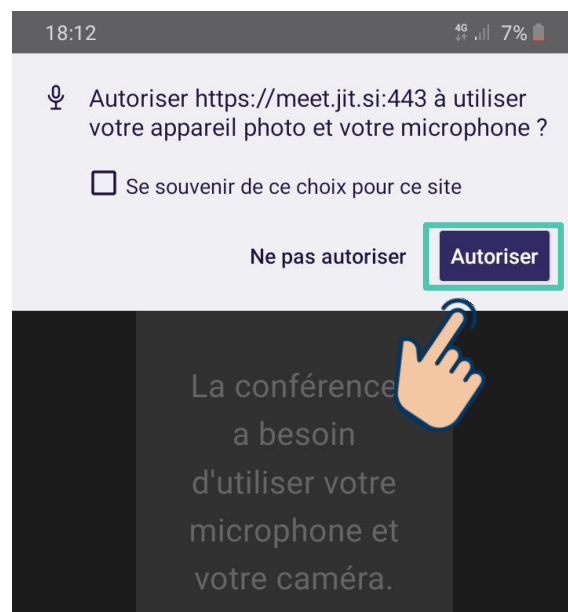 18:12 4G 7%
Autoriser https://meet.jit.si:443 à utiliser
votre appareil photo et votre microphone ?
Se souvenir de ce choix pour ce site
Ne pas autoriser Autoriser
La conférence
a besoin
d'utiliser votre
microphone et
votre caméra.